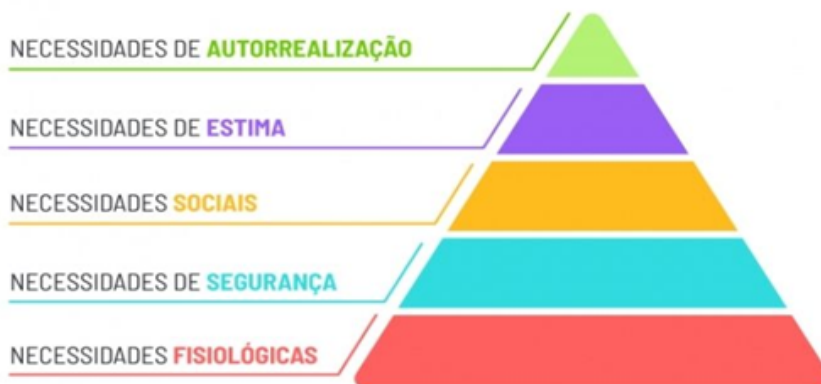 NECESSIDADES DE AUTORREALIZAÇÃO
NECESSIDADES DE ESTIMA
NECESSIDADES SOCIAIS
NECESSIDADES DE SEGURANÇA
NECESSIDADES FISIOLÓGICAS